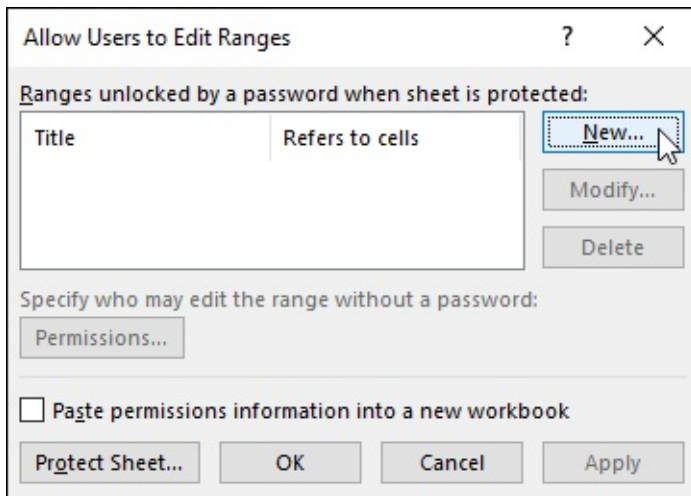 Allow Users to Edit Ranges ?
Ranges unlocked by a password when sheet is protected:
Title Refers to cells New...
Modify...
Delete
Specify who may edit the range without a password:
Permissions...
Paste permissions information into a new workbook
Protect Sheet... OK Cancel Apply